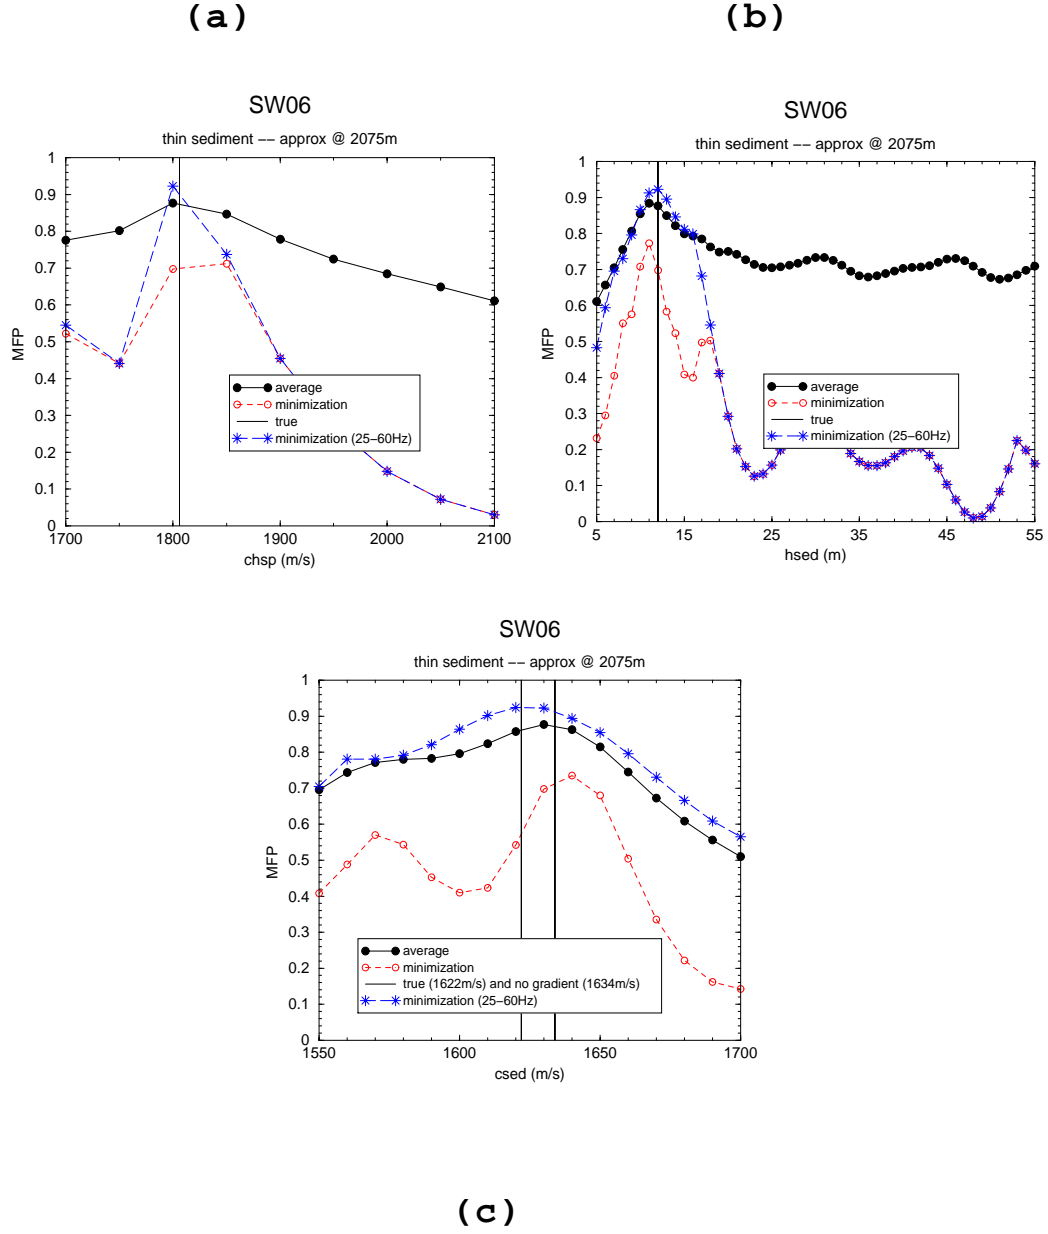 (a)
(b)
SW06
thin sediment −− approx @ 2075m
1
0.9
0.8
0.7
0.6
0.5
0.4
0.3
0.2
0.1
0
MFP
average
minimization
true
minimization (25−60Hz)
1700
1800
1900
2000
2100
chsp (m/s)
SW06
thin sediment −− approx @ 2075m
1
0.9
0.8
0.7
0.6
0.5
0.4
0.3
0.2
0.1
0
MFP
average
minimization
true
minimization (25−60Hz)
5
15
25
35
45
55
hsed (m)
SW06
thin sediment −− approx @ 2075m
1
0.9
0.8
0.7
0.6
0.5
0.4
0.3
0.2
0.1
0
MFP
average
minimization
true (1622m/s) and no gradient (1634m/s)
minimization (25−60Hz)
1550
1600
1650
1700
csed (m/s)
(c)